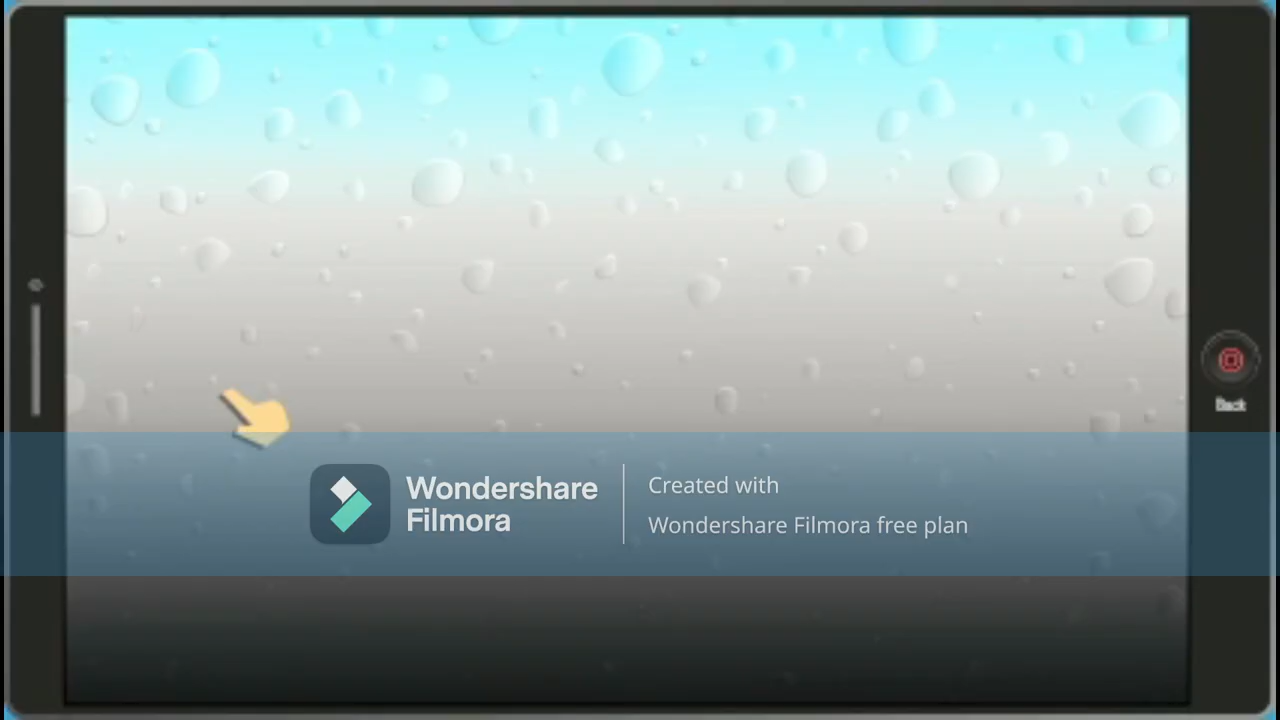 Back
Wondershare
Filmora
Created with
Wondershare Filmora free plan